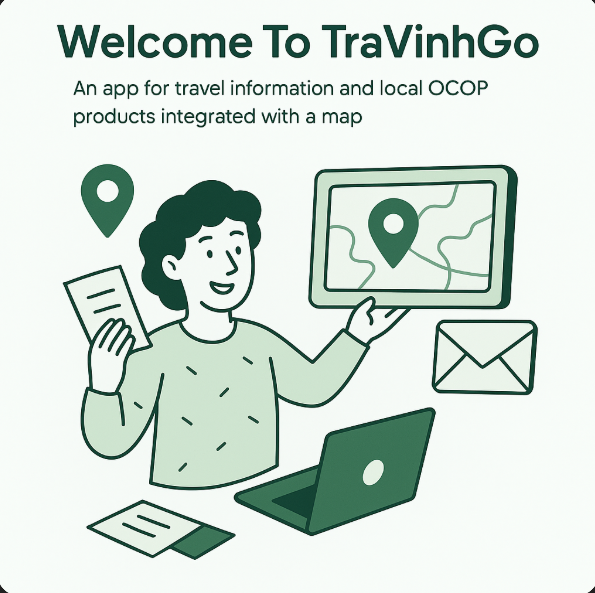 Welcome To TraVinhGo
An app for travel information and local OCOP
products integrated with a map